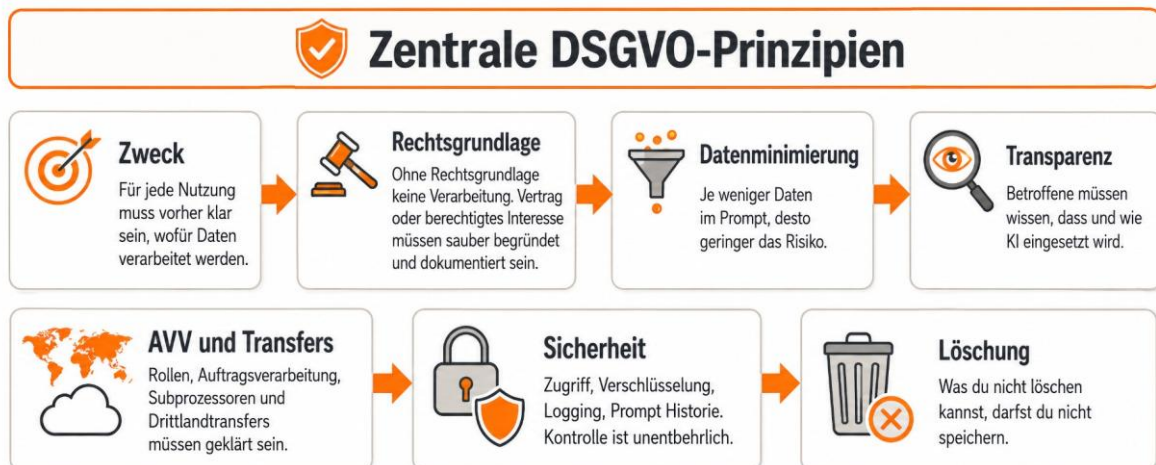 Zentrale DSGVO-Prinzipien
Zweck
Für jede Nutzung
muss vorher klar
sein, wofür Daten
verarbeitet werden.
Rechtsgrundlage
Ohne Rechtsgrundlage
keine Verarbeitung. Vertrag
oder berechtigtes Interesse
müssen sauber begründet
und dokumentiert sein.
Datenminimierung
Je weniger Daten
im Prompt, desto
geringer das Risiko.
Transparenz
Betroffene müssen
wissen, dass und wie
KI eingesetzt wird.
AVV und Transfers
Rollen, Auftragsverarbeitung,
Subprozessoren und
Drittlandtransfers
müssen geklärt sein.
Sicherheit
Zugriff, Verschlüsselung,
Logging, Prompt Historie.
Kontrolle ist unentbehrlich.
Löschung
Was du nicht löschen
kannst, darfst du nicht
speichern.